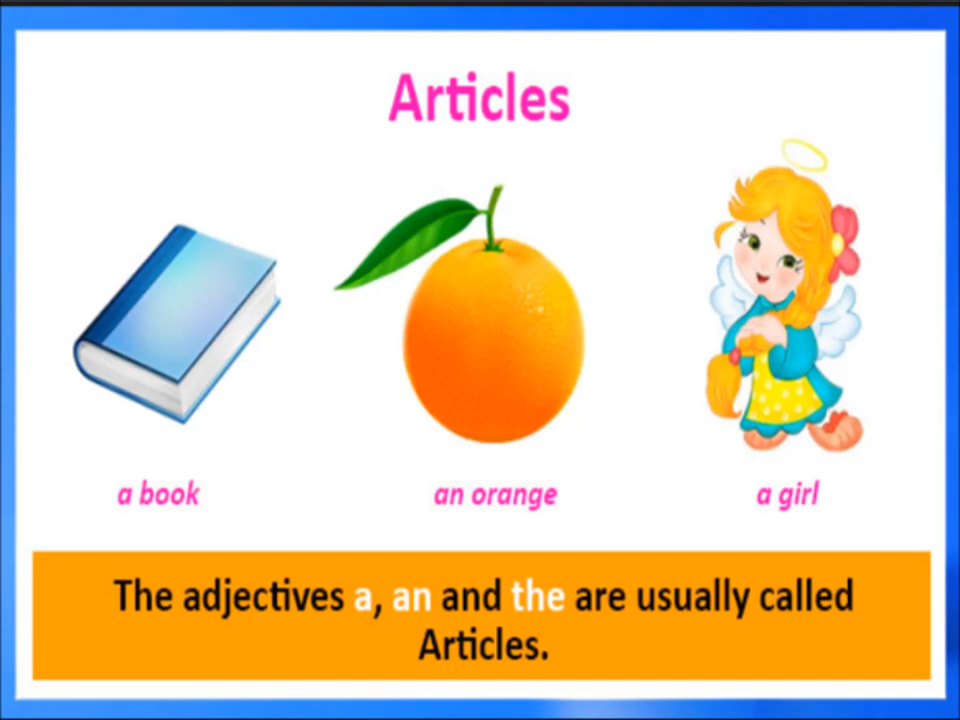 Articles
a book
an orange
a girl
The adjectives a, an and the are usually called
Articles.